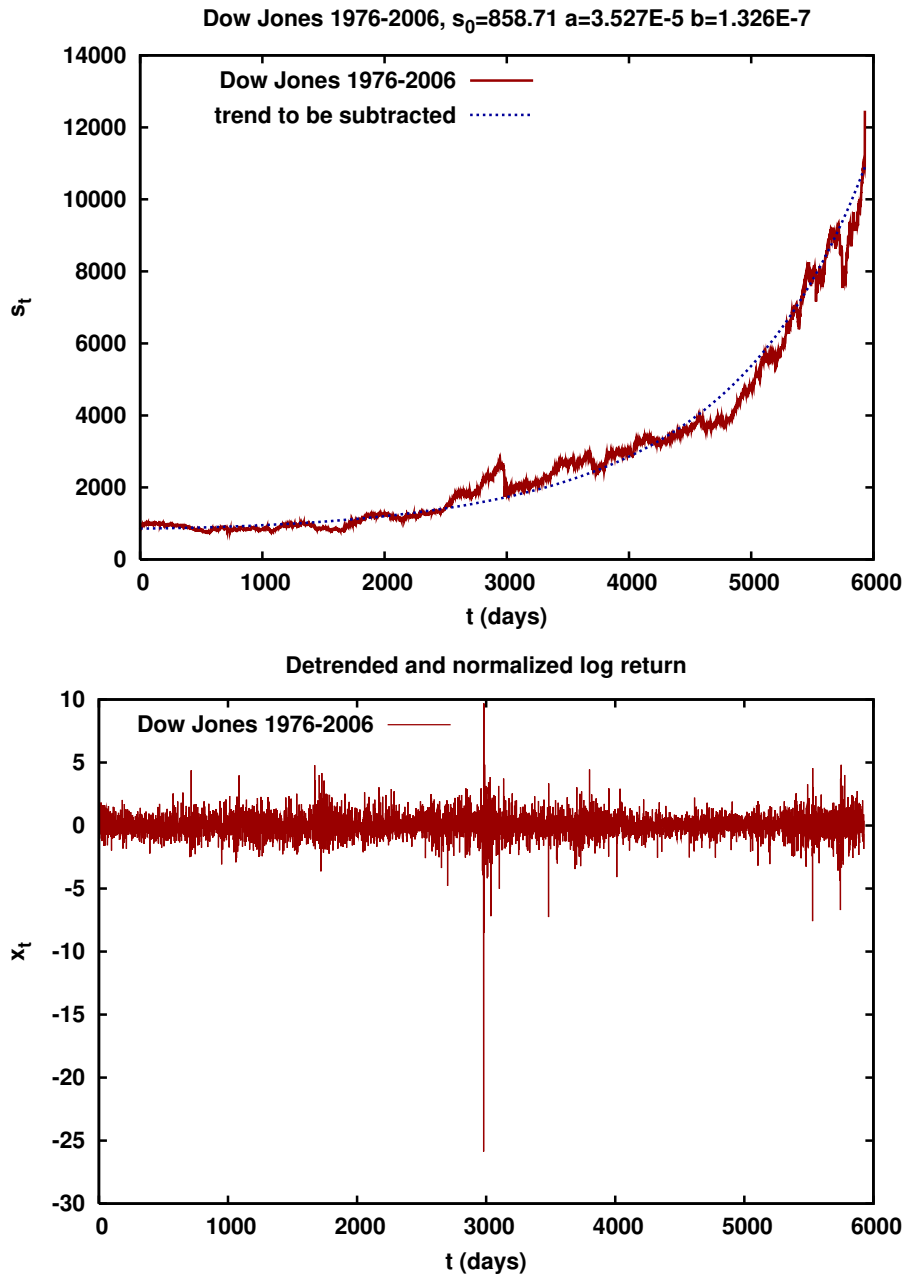 Dow Jones 1976-2006, s0=858.71 a=3.527E-5 b=1.326E-7
14000
12000
10000
8000
6000
4000
2000
0
st
Dow Jones 1976-2006
trend to be subtracted
0 1000 2000 3000 4000 5000 6000
t (days)
Detrended and normalized log return
10
5
0
-5
-10
-15
-20
-25
-30
xt
Dow Jones 1976-2006
0 1000 2000 3000 4000 5000 6000
t (days)